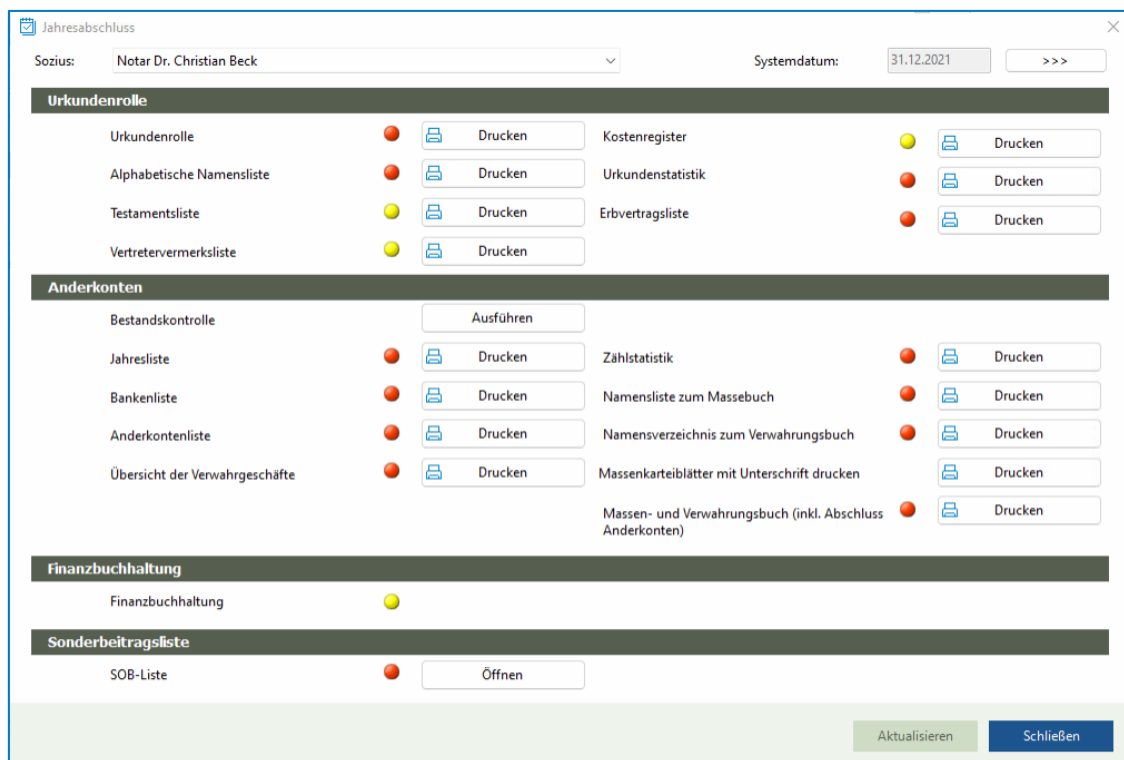 Jahresabschluss
Sozius: Notar Dr. Christian Beck Systemdatum: 31.12.2021 >>>
Urkundenrolle
Urkundenrolle Drucken Kostenregister Drucken
Alphabetische Namensliste Drucken Urkundenstatistik Drucken
Testamentsliste Drucken Erbvertragsliste Drucken
Vertretervermerksliste Drucken
Anderkonten
Bestandskontrolle Ausführen
Jahresliste Drucken Zählstatistik Drucken
Bankenliste Drucken Namensliste zum Massebuch Drucken
Anderkontenliste Drucken Namensverzeichnis zum Verwahrungsbuch Drucken
Übersicht der Verwahrgeschäfte Drucken Massenkarteiblätter mit Unterschrift drucken Drucken
Massen- und Verwahrungsbuch (inkl. Abschluss Drucken
Anderkonten)
Finanzbuchhaltung
Finanzbuchhaltung
Sonderbeitragsliste
SOB-Liste Öffnen
Aktualisieren Schließen